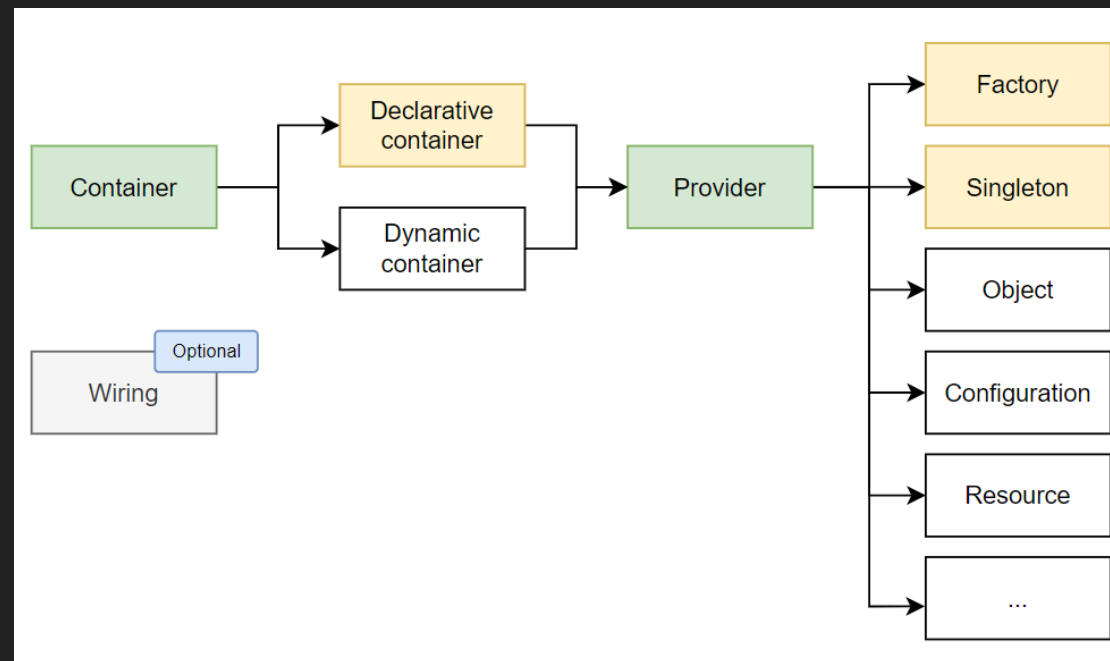 Container
Declarative
container
Dynamic
container
Provider
Factory
Singleton
Object
Configuration
Resource
...
Optional
Wiring